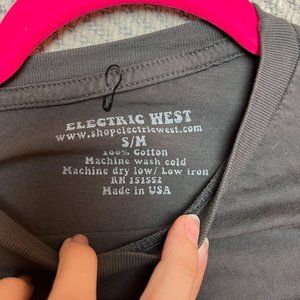 ELECTRIC WEST
www.shopelectricwest.com
S/M
100% Cotton
Machine wash cold
Machine dry low/ Low iron
RN 151552
Made in USA